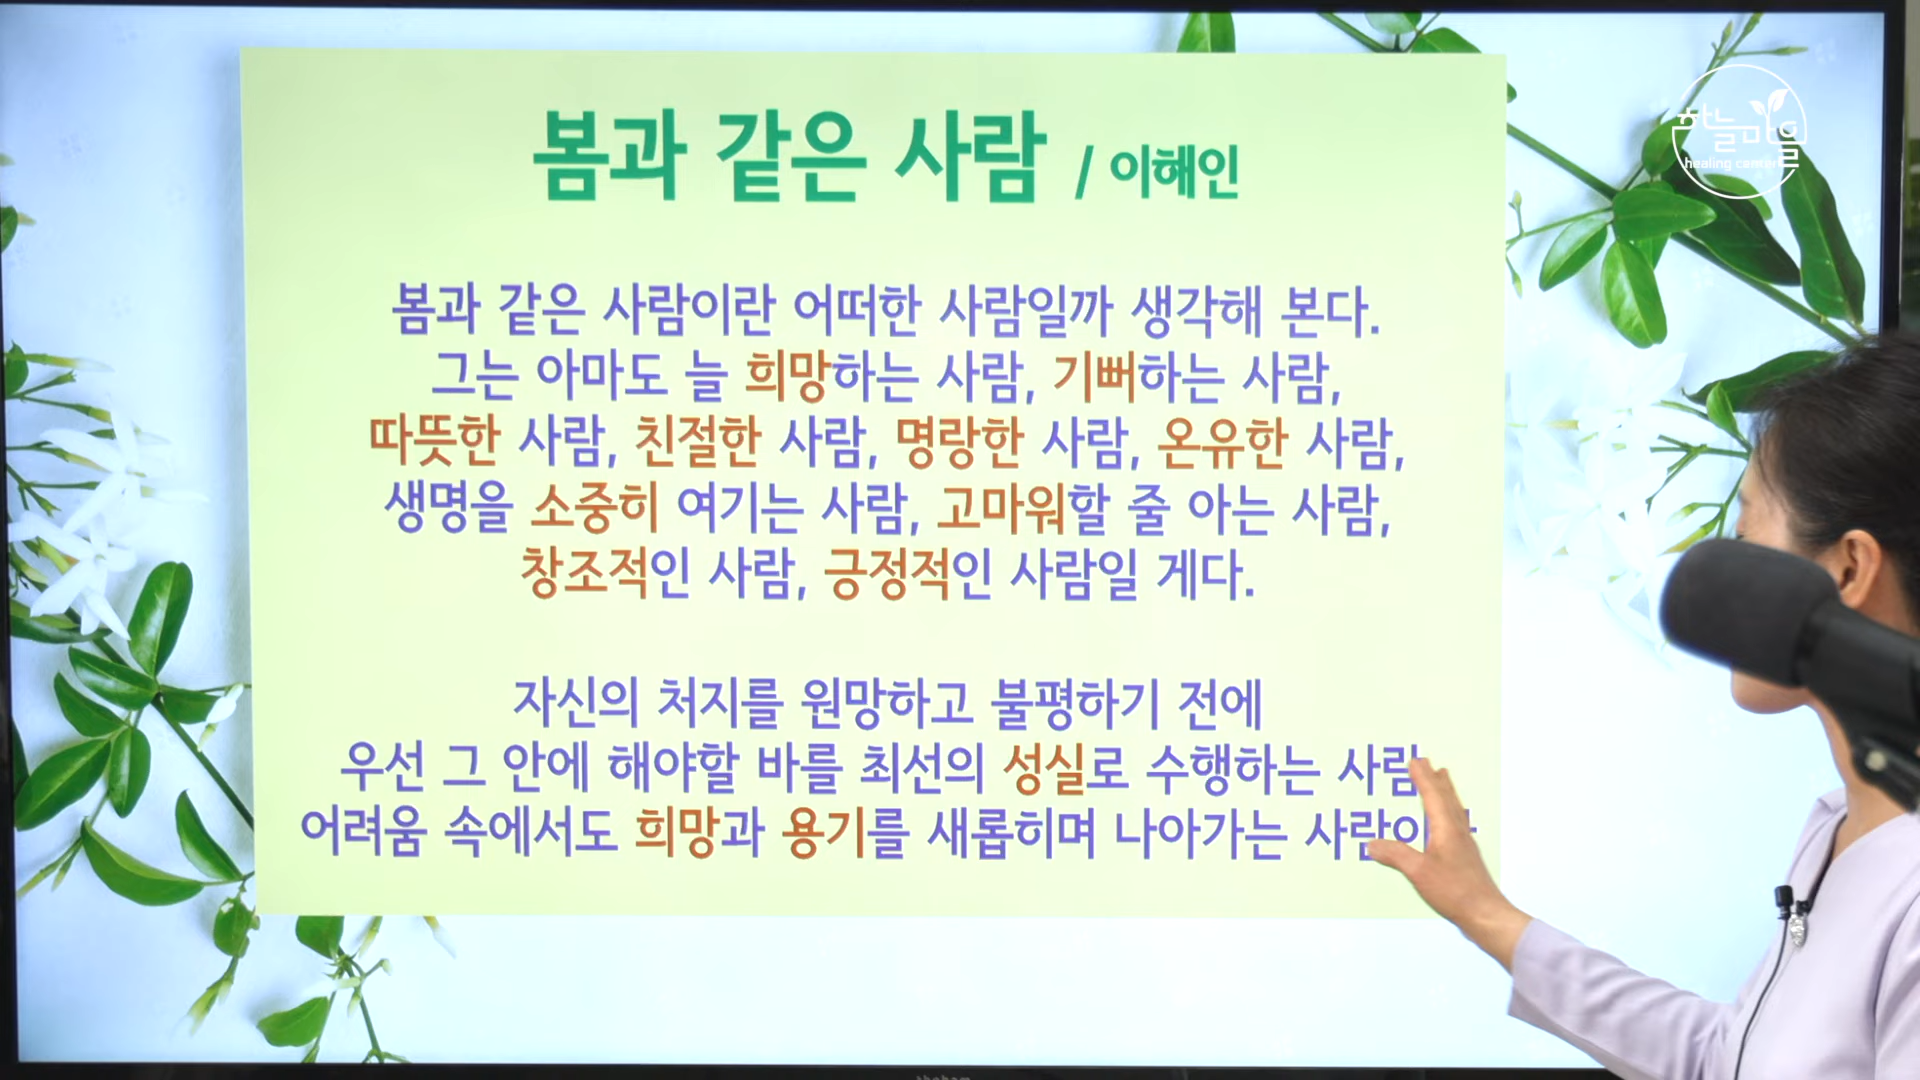 봄과 같은 사람 / 이해인
하늘마을
healing center
봄과 같은 사람이란 어떠한 사람일까 생각해 본다.
그는 아마도 늘 희망하는 사람, 기뻐하는 사람,
따뜻한 사람, 친절한 사람, 명랑한 사람, 온유한 사람,
생명을 소중히 여기는 사람, 고마워할 줄 아는 사람,
창조적인 사람, 긍정적인 사람일 게다.
자신의 처지를 원망하고 불평하기 전에
우선 그 안에 해야할 바를 최선의 성실로 수행하는 사람
어려움 속에서도 희망과 용기를 새롭히며 나아가는